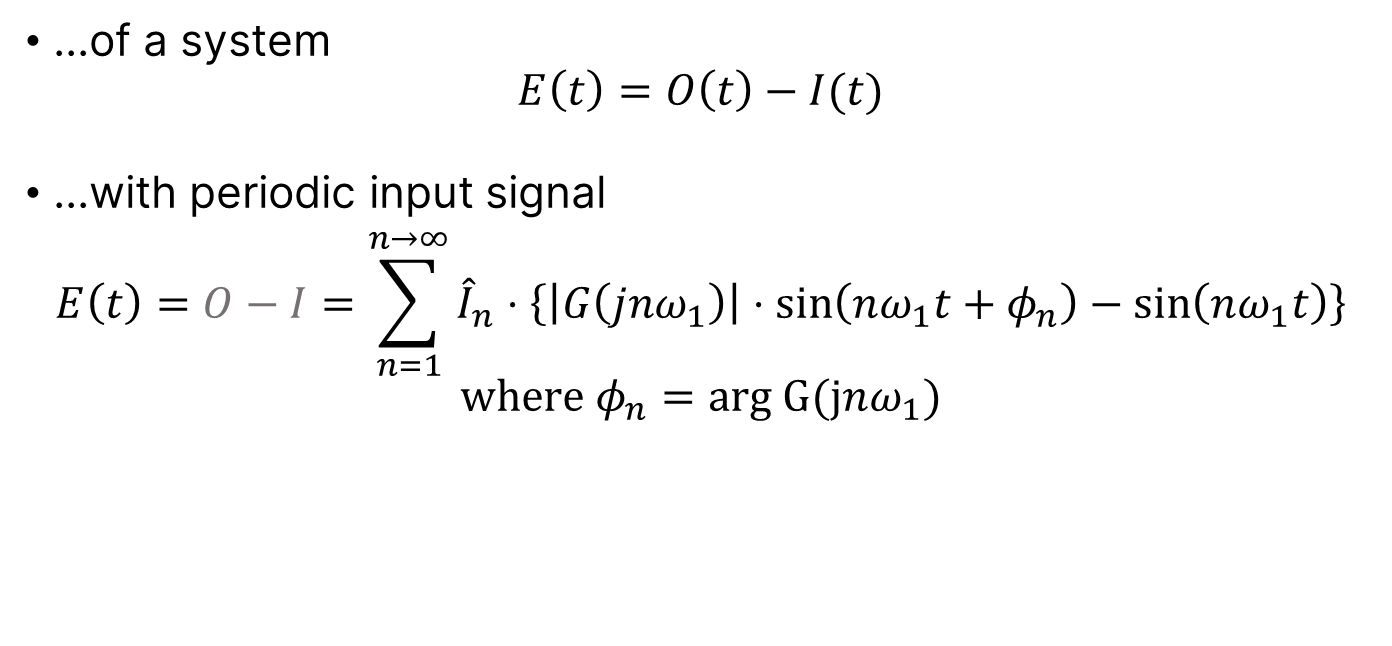 • ...of a system
E(t) = O(t) − I(t)
• ...with periodic input signal
E(t) = O − I = ∑_{n=1}^{n→∞} Î_n · {|G(jnω_1)| · sin(nω_1t + ϕ_n) − sin(nω_1t)}
where ϕ_n = arg G(jnω_1)